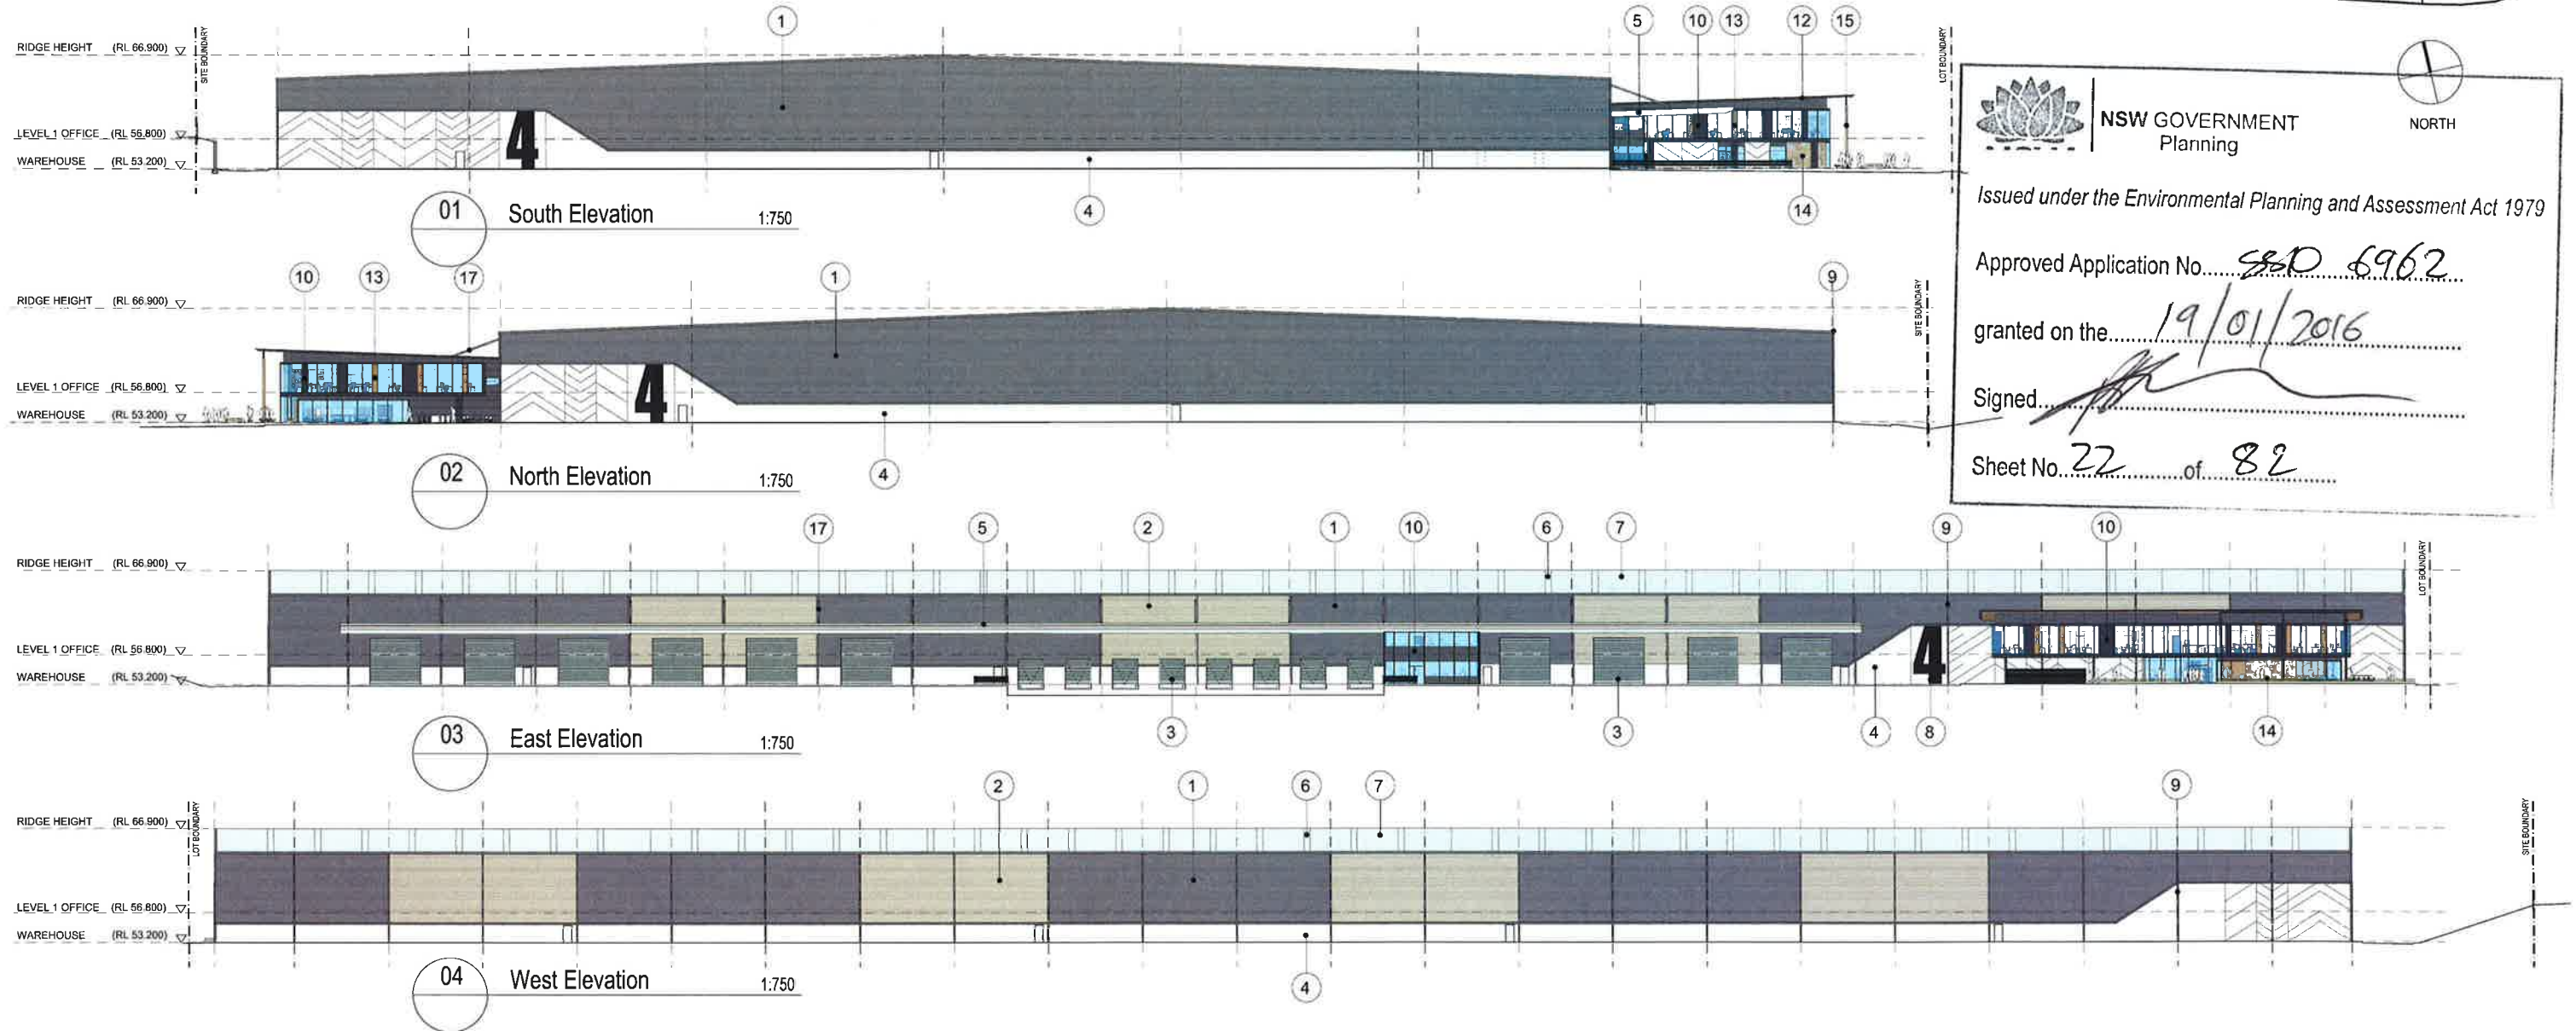 1
5 10 13 12 15
RIDGE HEIGHT (RL 66.900)
SITE BOUNDARY
LOT BOUNDARY
LEVEL 1 OFFICE (RL 56.800)
WAREHOUSE (RL 53.200)
4
4
14
01 South Elevation 1:750
NORTH
NSW GOVERNMENT
Planning
Issued under the Environmental Planning and Assessment Act 1979
Approved Application No. SSD 6962
granted on the 19/01/2016
Signed
Sheet No. 22 of 82
10 13 17 1 9
RIDGE HEIGHT (RL 66.900)
SITE BOUNDARY
LEVEL 1 OFFICE (RL 56.800)
WAREHOUSE (RL 53.200)
4
4
02 North Elevation 1:750
17 5 2 1 10 6 7 9 10
RIDGE HEIGHT (RL 66.900)
LOT BOUNDARY
LEVEL 1 OFFICE (RL 56.800)
WAREHOUSE (RL 53.200)
4
3 3 4 8 14
03 East Elevation 1:750
2 1 6 7 9
RIDGE HEIGHT (RL 66.900)
LOT BOUNDARY
SITE BOUNDARY
LEVEL 1 OFFICE (RL 56.800)
WAREHOUSE (RL 53.200)
4
04 West Elevation 1:750